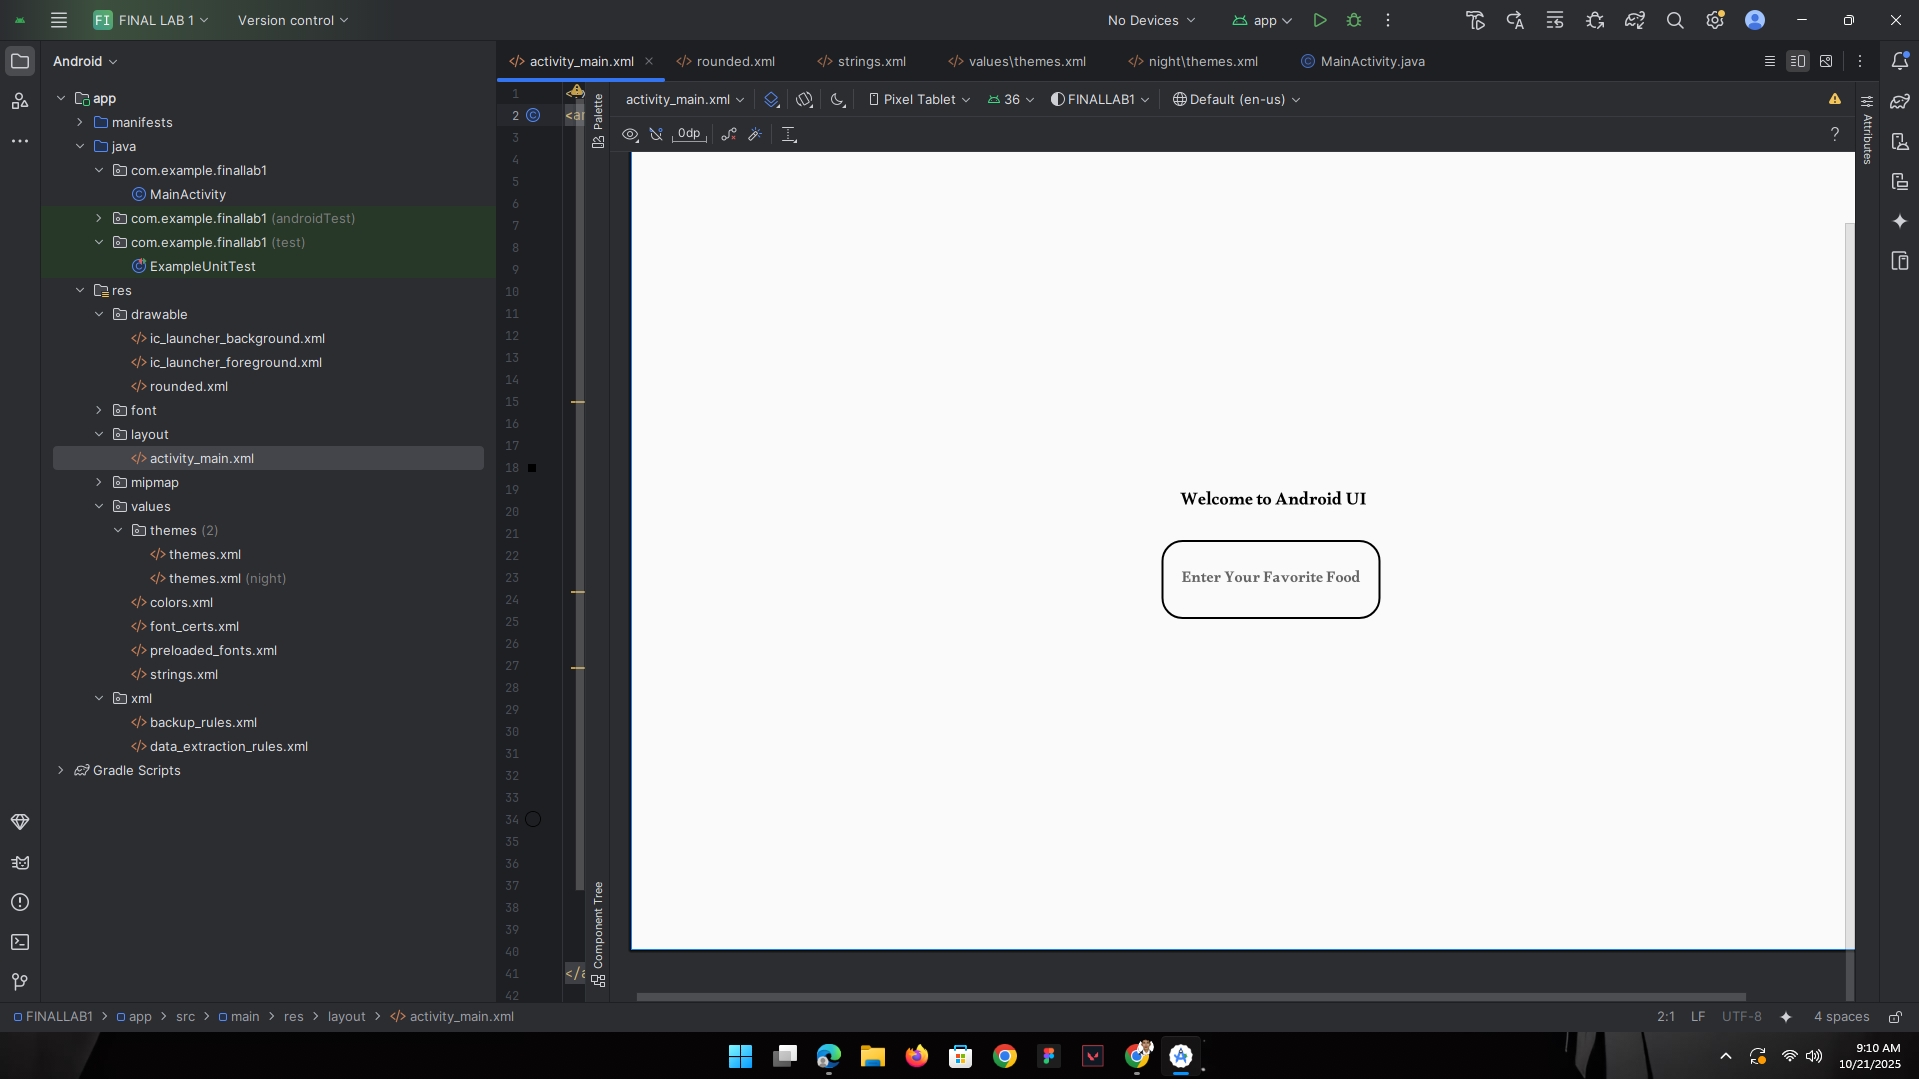 FI FINAL LAB 1 Version control No Devices app
Android
activity_main.xml rounded.xml strings.xml values\themes.xml night\themes.xml MainActivity.java
app
manifests
java
com.example.finallab1
MainActivity
com.example.finallab1 (androidTest)
com.example.finallab1 (test)
ExampleUnitTest
res
drawable
ic_launcher_background.xml
ic_launcher_foreground.xml
rounded.xml
font
layout
activity_main.xml
mipmap
values
themes (2)
themes.xml
themes.xml (night)
colors.xml
font_certs.xml
preloaded_fonts.xml
strings.xml
xml
backup_rules.xml
data_extraction_rules.xml
Gradle Scripts
1
2 <ar
3
4
5
6
7
8
9
10
11
12
13
14
15
16
17
18
19
20
21
22
23
24
25
26
27
28
29
30
31
32
33
34
35
36
37
38
39
40
41 </a
42
Palette
Component Tree
activity_main.xml Pixel Tablet 36 FINALLAB1 Default (en-us)
0dp ?
Attributes
Welcome to Android UI
Enter Your Favorite Food
FINALLAB1 > app > src > main > res > layout > activity_main.xml 2:1 LF UTF-8 4 spaces
9:10 AM
10/21/2025